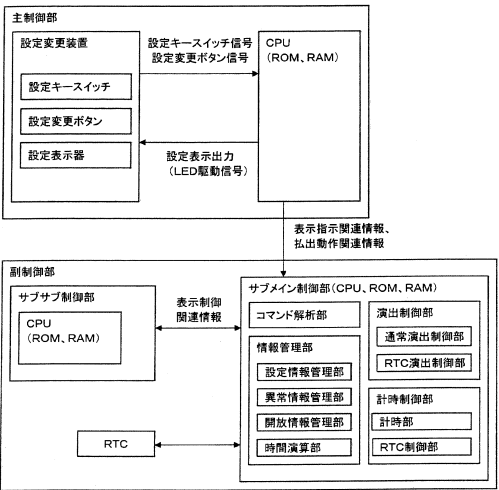 主制御部
設定変更装置
設定キースイッチ
設定変更ボタン
設定表示器
設定キースイッチ信号
設定変更ボタン信号
設定表示出力
（LED駆動信号）
CPU
（ROM、RAM）
表示指示関連情報、
払出動作関連情報
副制御部
サブサブ制御部
CPU
（ROM、RAM）
表示制御
関連情報
RTC
サブメイン制御部（CPU、ROM、RAM）
コマンド解析部
情報管理部
設定情報管理部
異常情報管理部
開放情報管理部
時間演算部
演出制御部
通常演出制御部
RTC演出制御部
計時制御部
計時部
RTC制御部